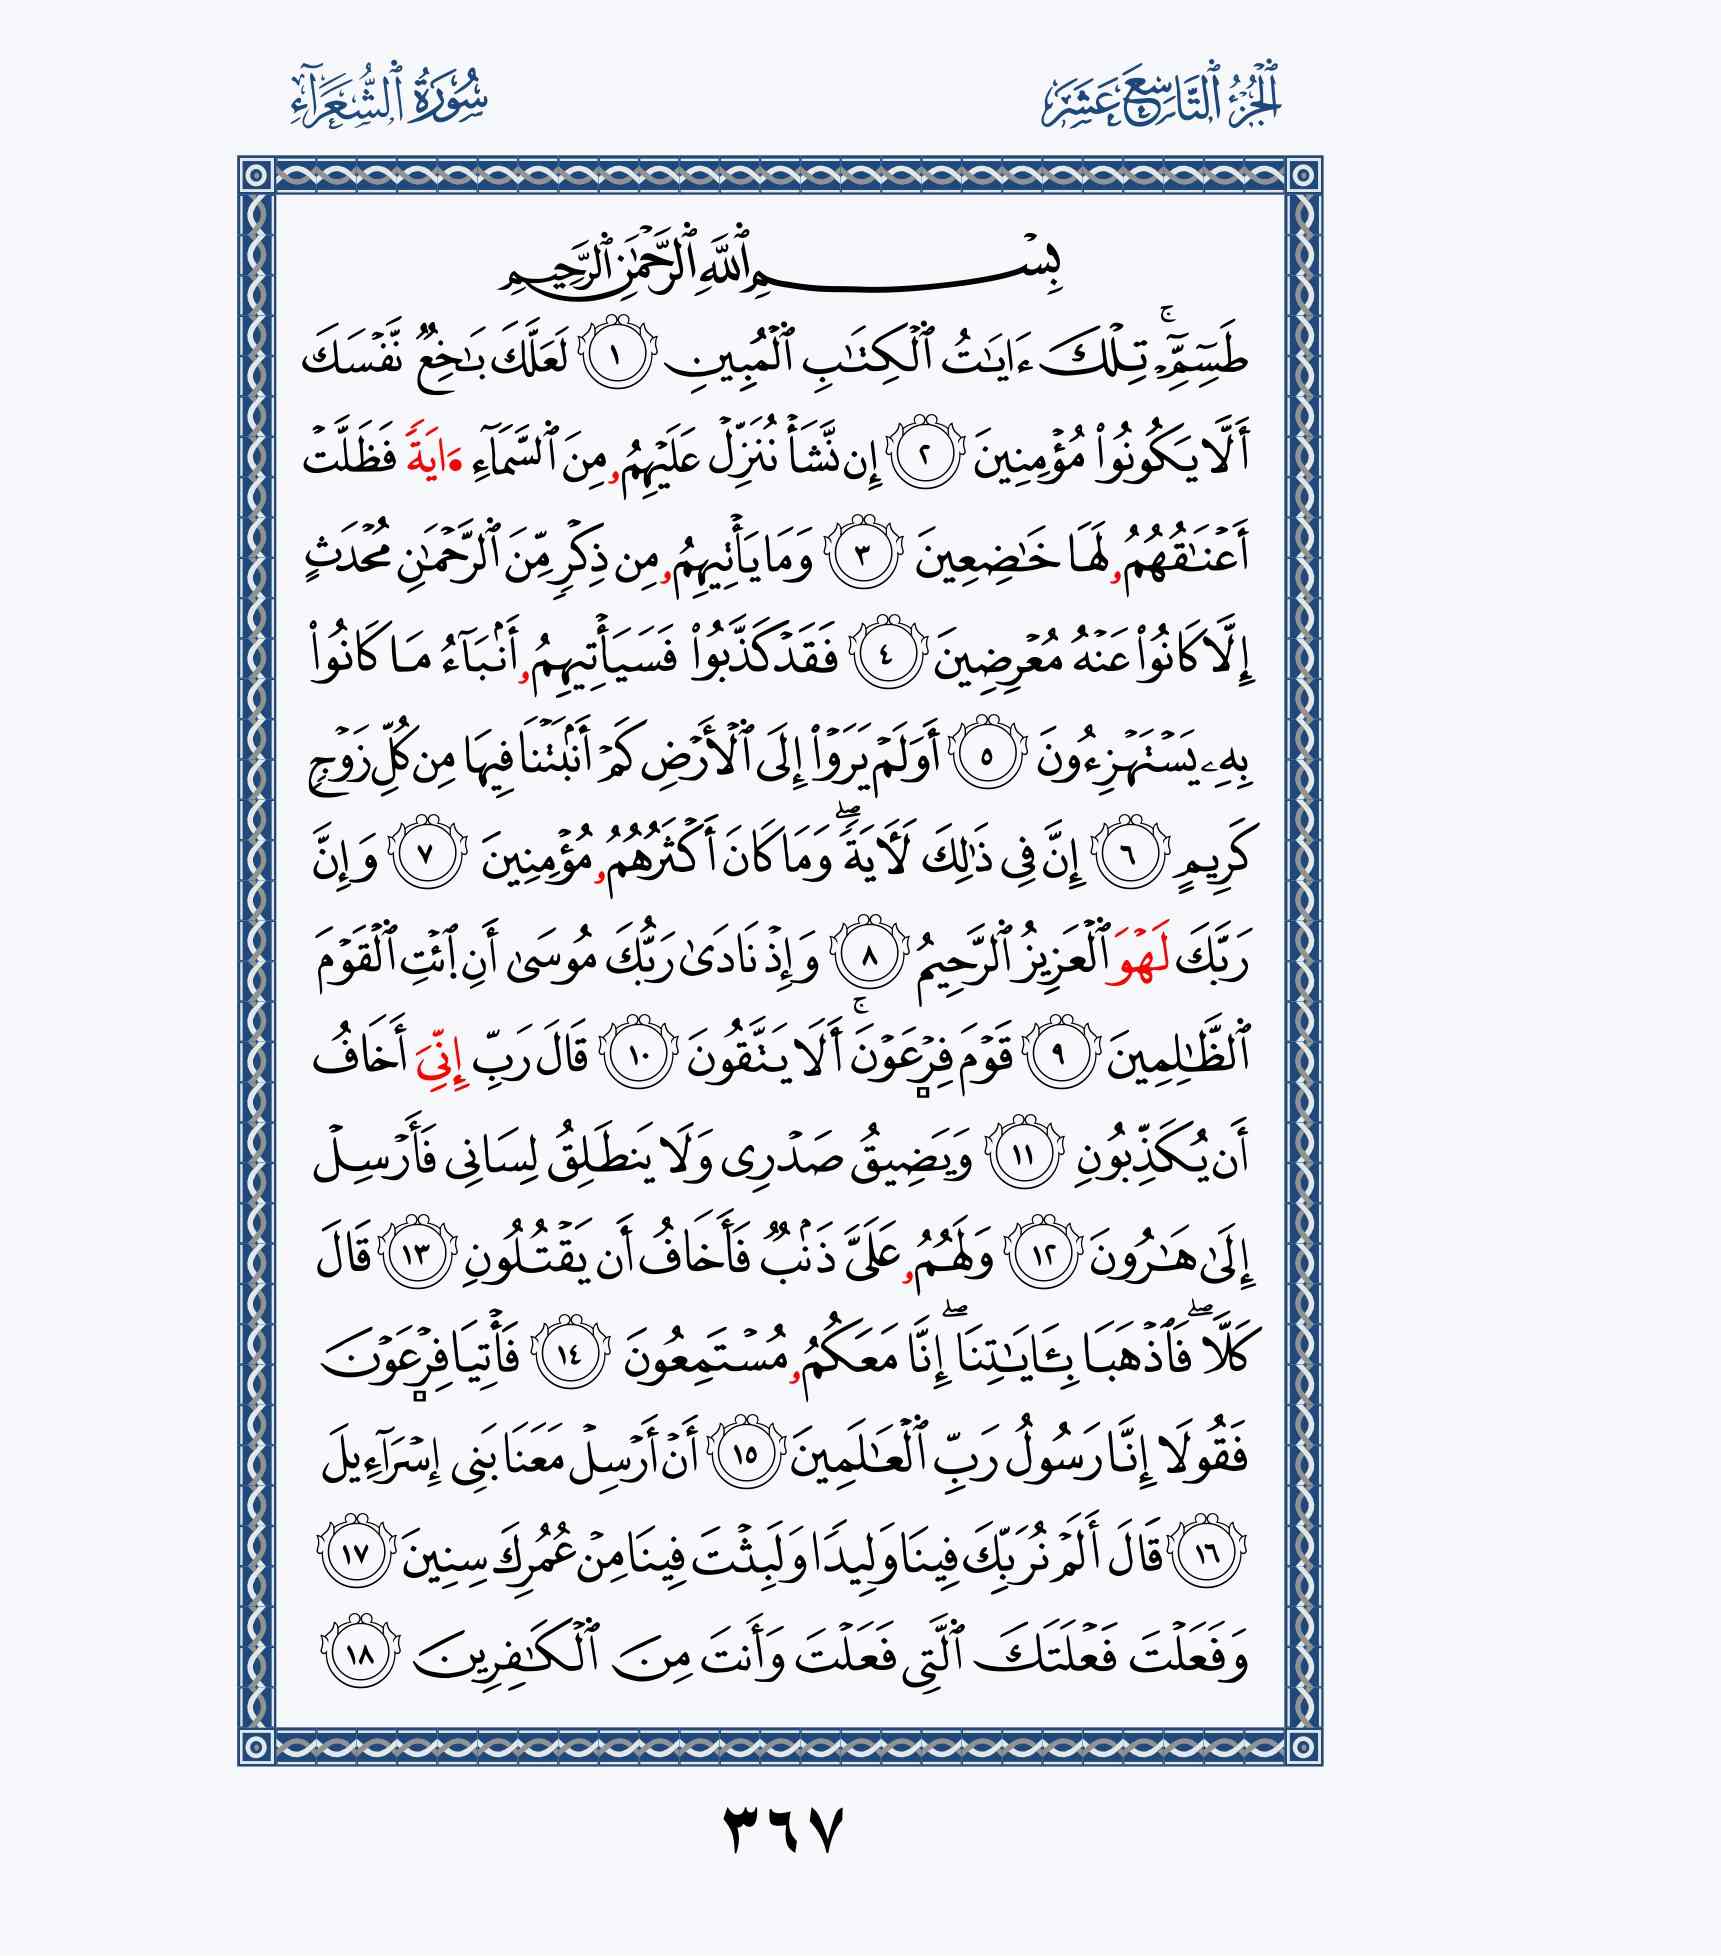 ٱلْجُزْءُ ٱلتَّاسِعَ عَشَرَ
سُورَةُ ٱلشُّعَرَآءِ
بِسْمِ ٱللَّهِ ٱلرَّحْمَٰنِ ٱلرَّحِيمِ
طَسِٓمِّٓۚ تِلْكَ ءَايَٰتُ ٱلْكِتَٰبِ ٱلْمُبِينِ ١ لَعَلَّكَ بَٰخِعٌ نَّفْسَكَ
أَلَّا يَكُونُوا۟ مُؤْمِنِينَ ٢ إِن نَّشَأْ نُنَزِّلْ عَلَيْهِمُۥ مِنَ ٱلسَّمَآءِ ءَايَةً فَظَلَّتْ
أَعْنَٰقُهُمُۥ لَهَا خَٰضِعِينَ ٣ وَمَا يَأْتِيهِمُۥ مِن ذِكْرٍ مِّنَ ٱلرَّحْمَٰنِ مُحْدَثٍ
إِلَّا كَانُوا۟ عَنْهُ مُعْرِضِينَ ٤ فَقَدْ كَذَّبُوا۟ فَسَيَأْتِيهِمُۥ أَنۢبَٰٓؤُا۟ مَا كَانُوا۟
بِهِۦ يَسْتَهْزِءُونَ ٥ أَوَلَمْ يَرَوْا۟ إِلَى ٱلْأَرْضِ كَمْ أَنۢبَتْنَا فِيهَا مِن كُلِّ زَوْجٍ
كَرِيمٍ ٦ إِنَّ فِى ذَٰلِكَ لَأٓيَةًۖ وَمَا كَانَ أَكْثَرُهُمُۥ مُؤْمِنِينَ ٧ وَإِنَّ
رَبَّكَ لَهْوَ ٱلْعَزِيزُ ٱلرَّحِيمُ ٨ وَإِذْ نَادَىٰ رَبُّكَ مُوسَىٰ أَنِ ٱئْتِ ٱلْقَوْمَ
ٱلظَّٰلِمِينَ ٩ قَوْمَ فِرْعَوْنَۚ أَلَا يَتَّقُونَ ١٠ قَالَ رَبِّ إِنِّىَ أَخَافُ
أَن يُكَذِّبُونِ ١١ وَيَضِيقُ صَدْرِى وَلَا يَنطَلِقُ لِسَانِى فَأَرْسِلْ
إِلَىٰ هَٰرُونَ ١٢ وَلَهُمُۥ عَلَىَّ ذَنۢبٌ فَأَخَافُ أَن يَقْتُلُونِ ١٣ قَالَ
كَلَّاۖ فَٱذْهَبَا بِـَٔايَٰتِنَاۖ إِنَّا مَعَكُمُۥ مُسْتَمِعُونَ ١٤ فَأْتِيَا فِرْعَوْنَ
فَقُولَا إِنَّا رَسُولُ رَبِّ ٱلْعَٰلَمِينَ ١٥ أَنْ أَرْسِلْ مَعَنَا بَنِى إِسْرَآءِيلَ
١٦ قَالَ أَلَمْ نُرَبِّكَ فِينَا وَلِيدًا وَلَبِثْتَ فِينَا مِنْ عُمُرِكَ سِنِينَ ١٧
وَفَعَلْتَ فَعْلَتَكَ ٱلَّتِى فَعَلْتَ وَأَنتَ مِنَ ٱلْكَٰفِرِينَ ١٨
٣٦٧